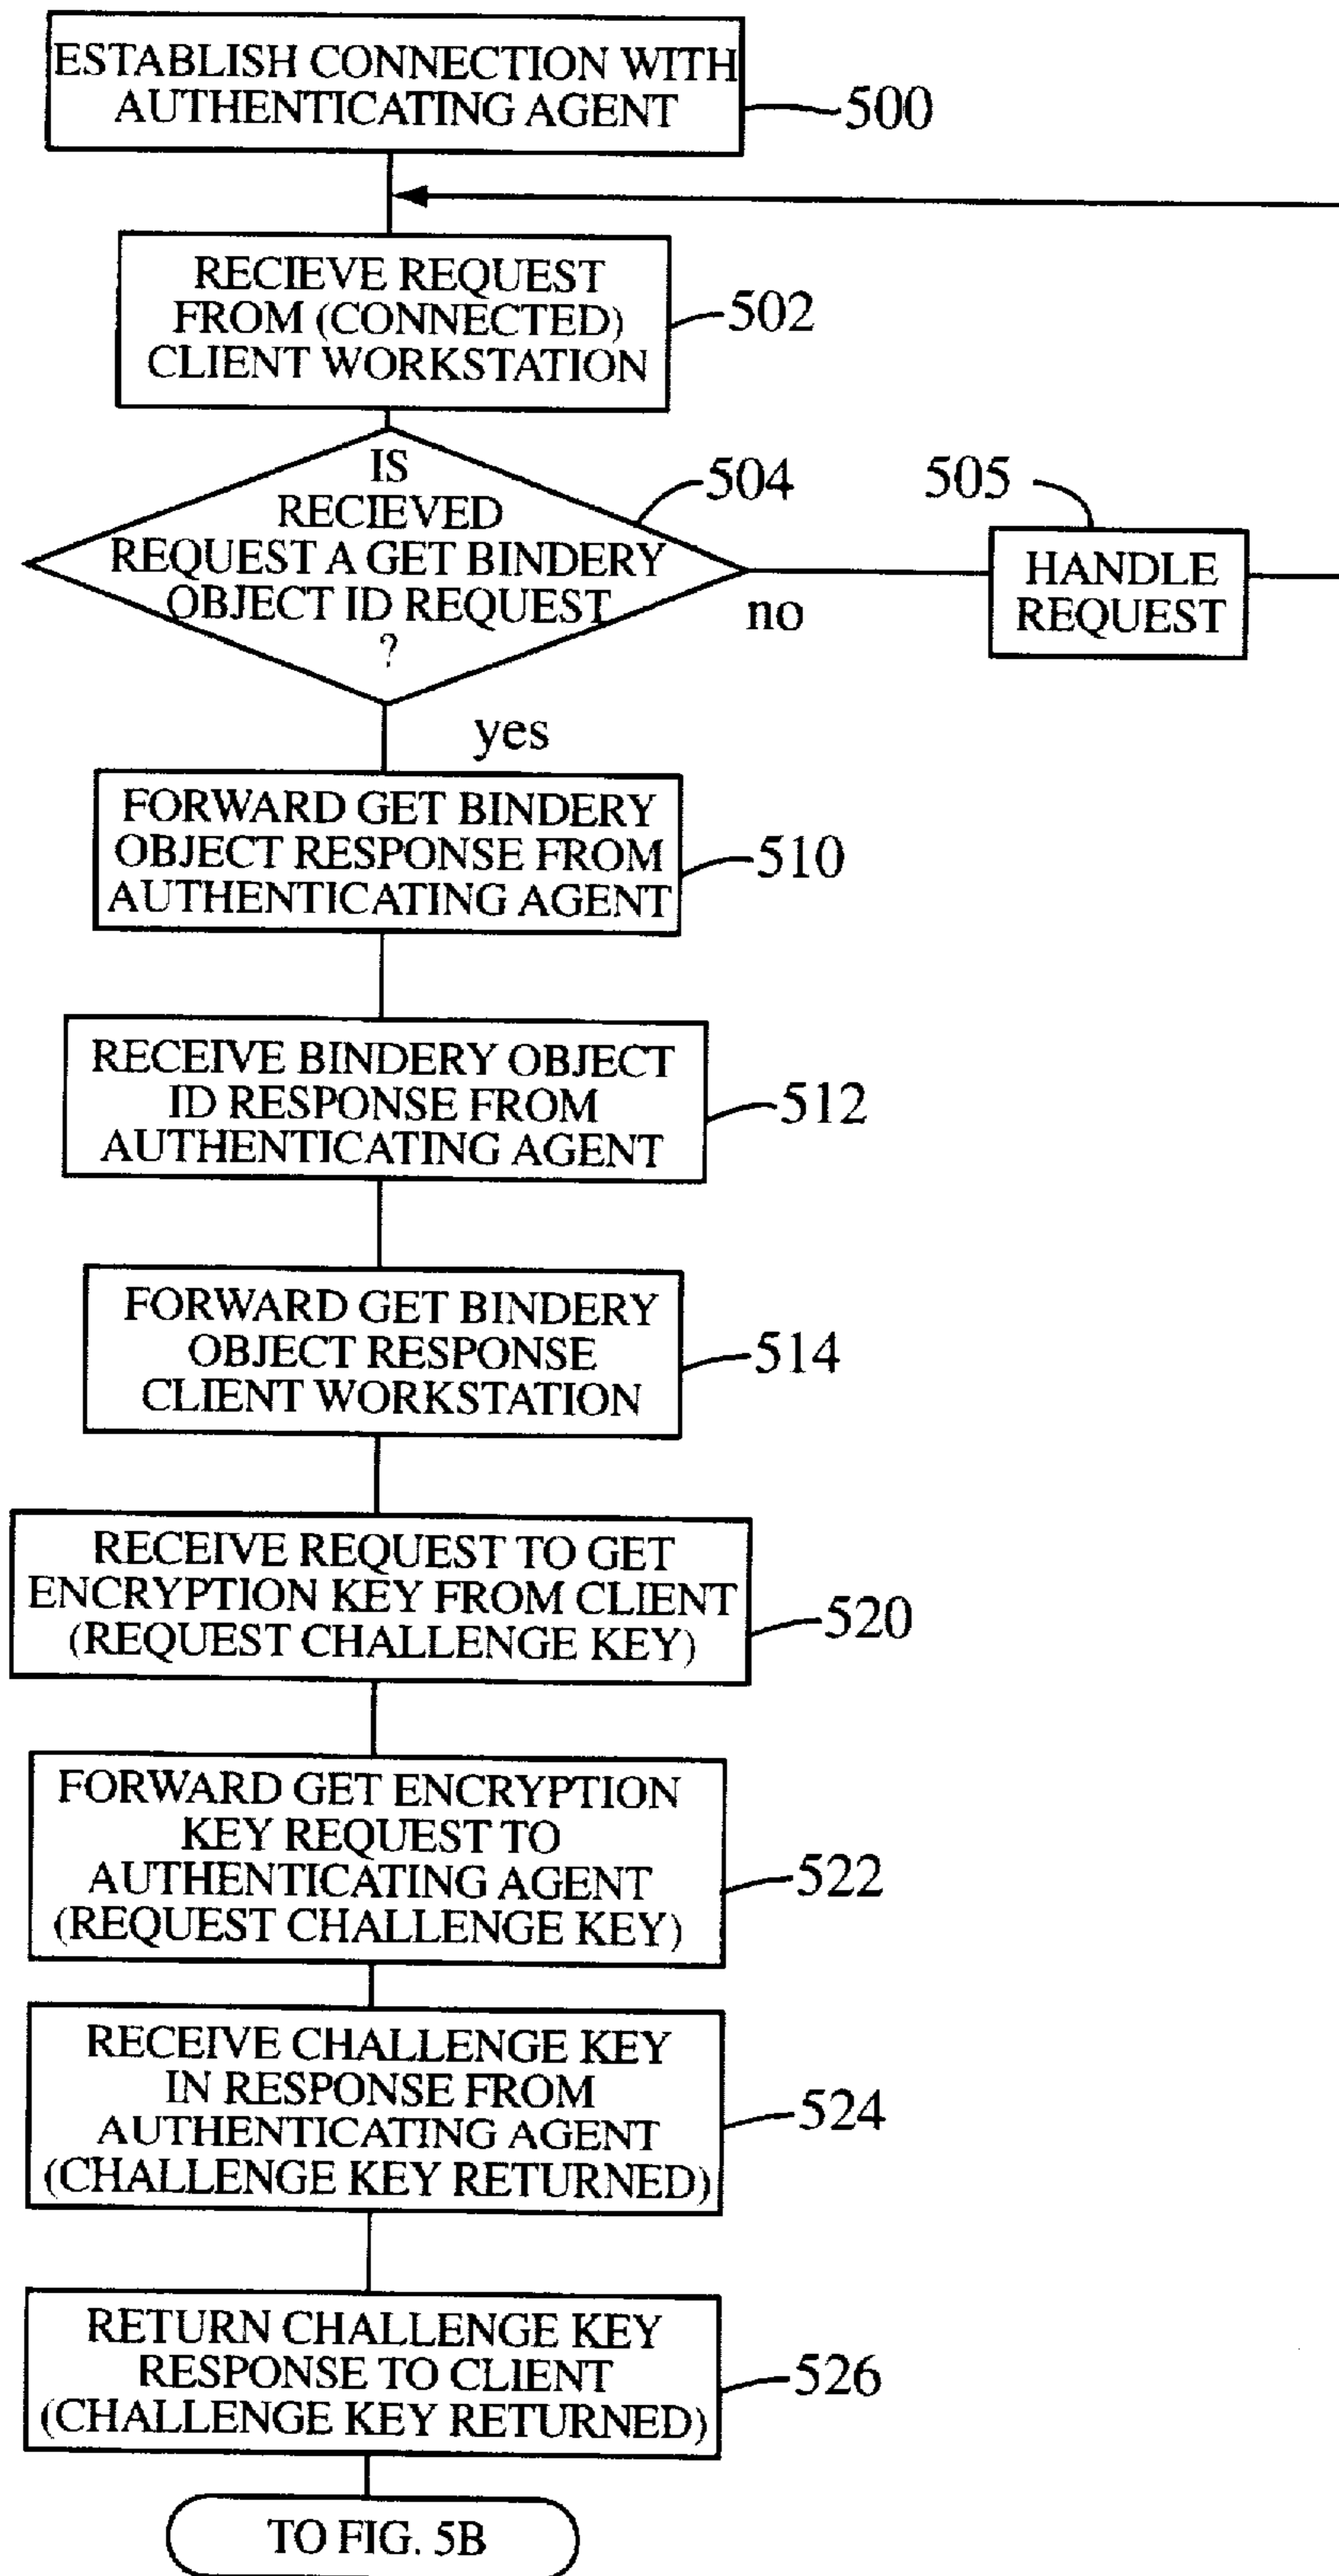 ESTABLISH CONNECTION WITH
AUTHENTICATING AGENT
500
RECIEVE REQUEST
FROM (CONNECTED)
CLIENT WORKSTATION
502
IS
RECIEVED
REQUEST A GET BINDERY
OBJECT ID REQUEST
?
504
no
505
HANDLE
REQUEST
yes
FORWARD GET BINDERY
OBJECT RESPONSE FROM
AUTHENTICATING AGENT
510
RECEIVE BINDERY OBJECT
ID RESPONSE FROM
AUTHENTICATING AGENT
512
FORWARD GET BINDERY
OBJECT RESPONSE
CLIENT WORKSTATION
514
RECEIVE REQUEST TO GET
ENCRYPTION KEY FROM CLIENT
(REQUEST CHALLENGE KEY)
520
FORWARD GET ENCRYPTION
KEY REQUEST TO
AUTHENTICATING AGENT
(REQUEST CHALLENGE KEY)
522
RECEIVE CHALLENGE KEY
IN RESPONSE FROM
AUTHENTICATING AGENT
(CHALLENGE KEY RETURNED)
524
RETURN CHALLENGE KEY
RESPONSE TO CLIENT
(CHALLENGE KEY RETURNED)
526
TO FIG. 5B